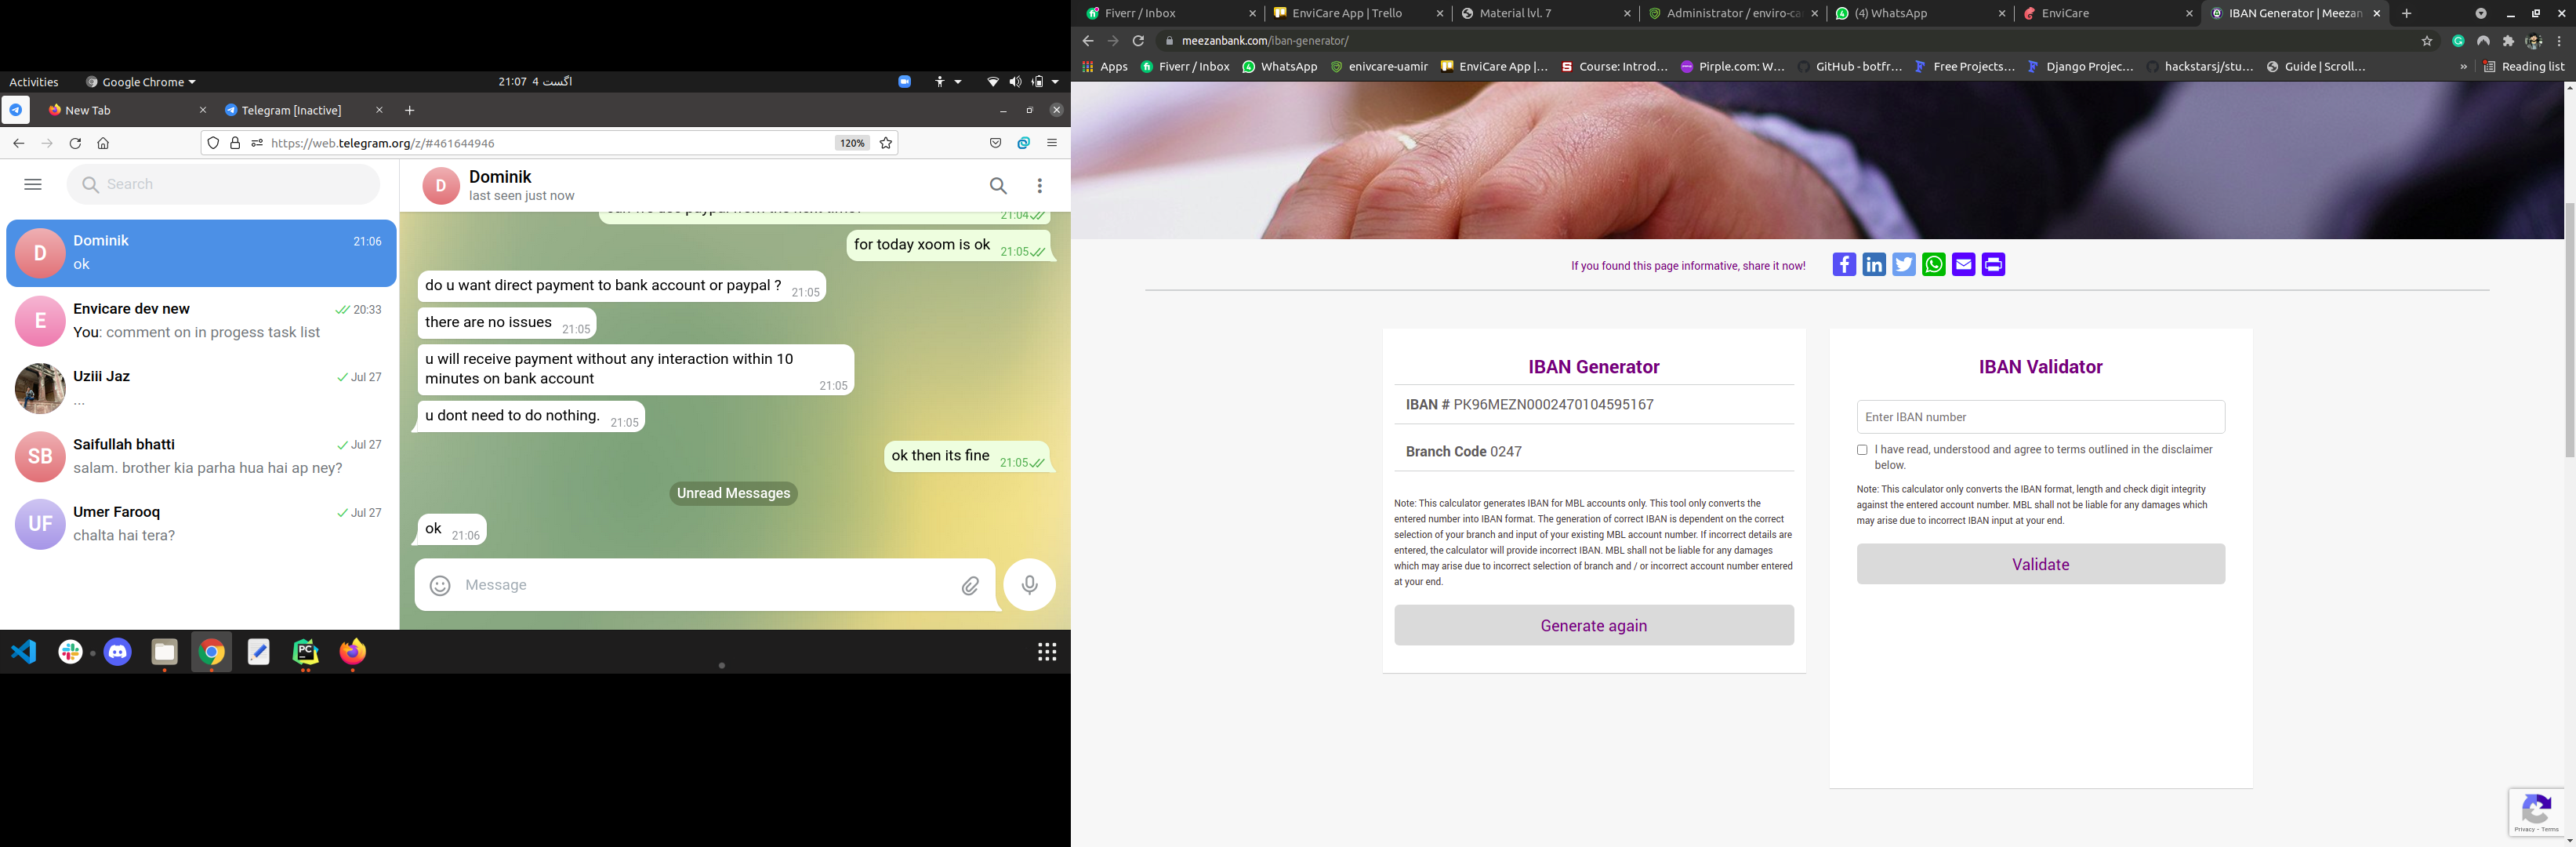 Activities
Google Chrome
21:07 4 اگست
New Tab
Telegram [Inactive]
https://web.telegram.org/z/#461644946
120%
Search
Dominik
21:06
ok
Envicare dev new
20:33
You: comment on in progess task list
Uziii Jaz
Jul 27
...
SB
Saifullah bhatti
Jul 27
salam. brother kia parha hua hai ap ney?
UF
Umer Farooq
Jul 27
chalta hai tera?
D
E
D
Dominik
last seen just now
21:04
for today xoom is ok 21:05
do u want direct payment to bank account or paypal ? 21:05
there are no issues 21:05
u will receive payment without any interaction within 10
minutes on bank account 21:05
u dont need to do nothing. 21:05
ok then its fine 21:05
Unread Messages
ok 21:06
Message
PC
Fiverr / Inbox
EnviCare App | Trello
Material lvl. 7
Administrator / enviro-ca
(4) WhatsApp
EnviCare
IBAN Generator | Meezan
meezanbank.com/iban-generator/
Apps
Fiverr / Inbox
WhatsApp
enivcare-uamir
EnviCare App |...
Course: Introd...
Pirple.com: W...
GitHub - botfr...
Free Projects...
Django Projec...
hackstarsj/stu...
Guide | Scroll...
»
Reading list
If you found this page informative, share it now!
IBAN Generator
IBAN # PK96MEZN0002470104595167
Branch Code 0247
Note: This calculator generates IBAN for MBL accounts only. This tool only converts the
entered number into IBAN format. The generation of correct IBAN is dependent on the correct
selection of your branch and input of your existing MBL account number. If incorrect details are
entered, the calculator will provide incorrect IBAN. MBL shall not be liable for any damages
which may arise due to incorrect selection of branch and / or incorrect account number entered
at your end.
Generate again
IBAN Validator
Enter IBAN number
I have read, understood and agree to terms outlined in the disclaimer
below.
Note: This calculator only converts the IBAN format, length and check digit integrity
against the entered account number. MBL shall not be liable for any damages which
may arise due to incorrect IBAN input at your end.
Validate
Privacy - Terms